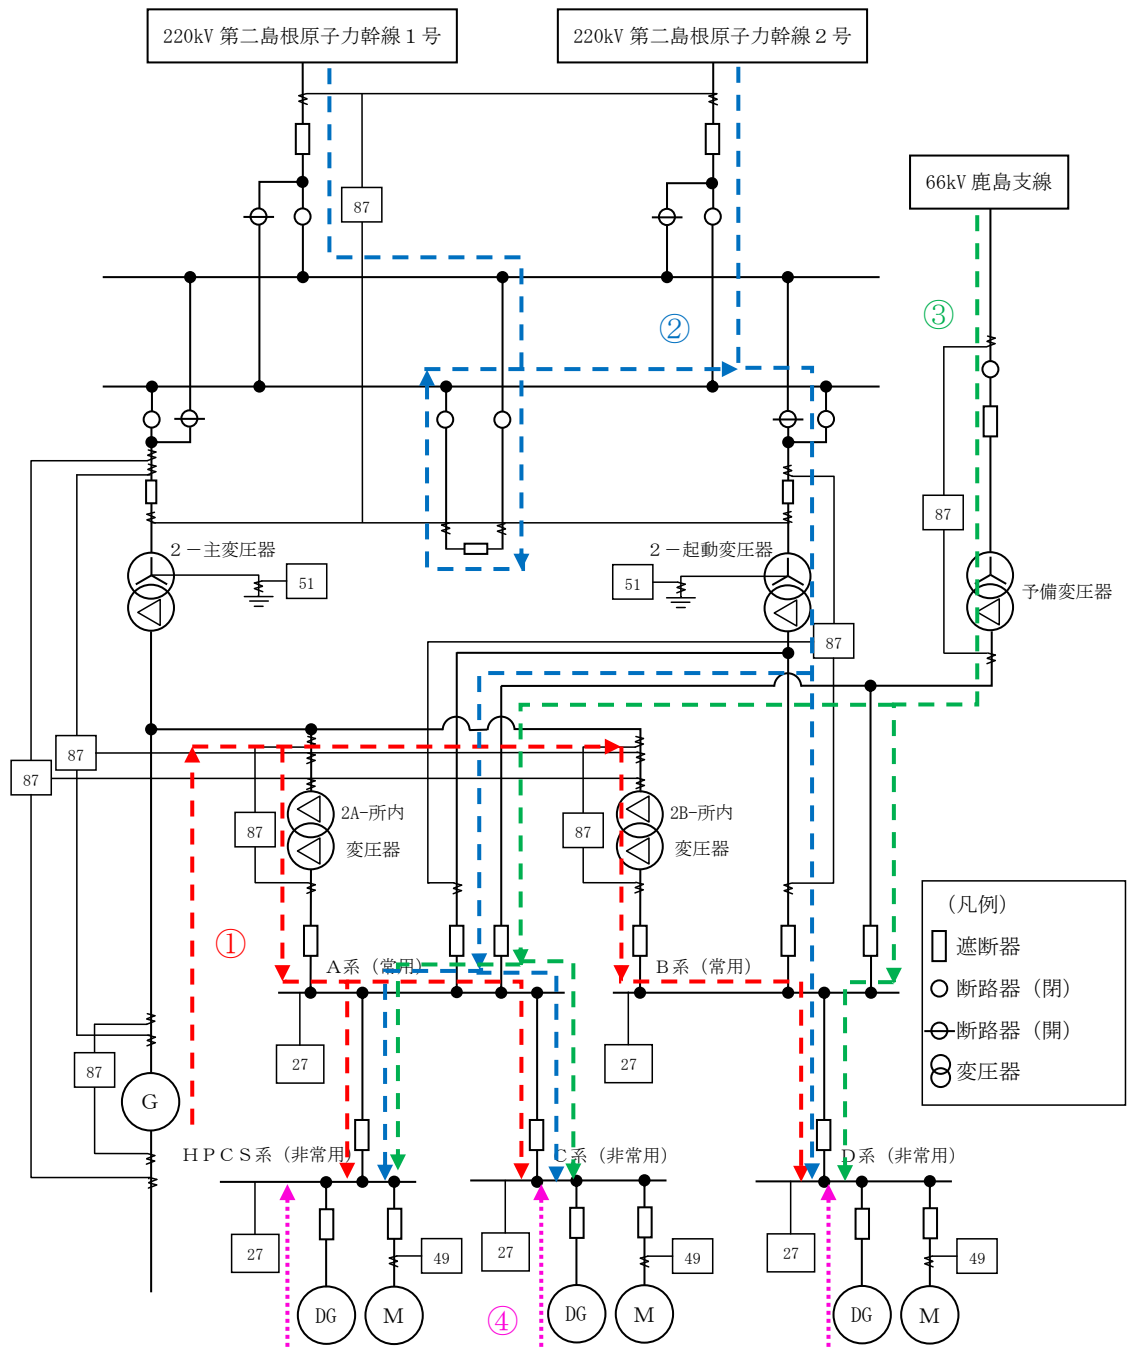 220kV 第二島根原子力幹線１号
220kV 第二島根原子力幹線２号
66kV 鹿島支線
87
②
③
87
２－主変圧器
51
２－起動変圧器
51
予備変圧器
87
87
87
2A-所内
変圧器
87
2B-所内
変圧器
87
①
Ａ系（常用）
Ｂ系（常用）
（凡例）
遮断器
断路器（閉）
断路器（開）
変圧器
27
27
87
G
ＨＰＣＳ系（非常用）
Ｃ系（非常用）
Ｄ系（非常用）
27
49
27
49
27
49
DG
M
④
DG
M
DG
M